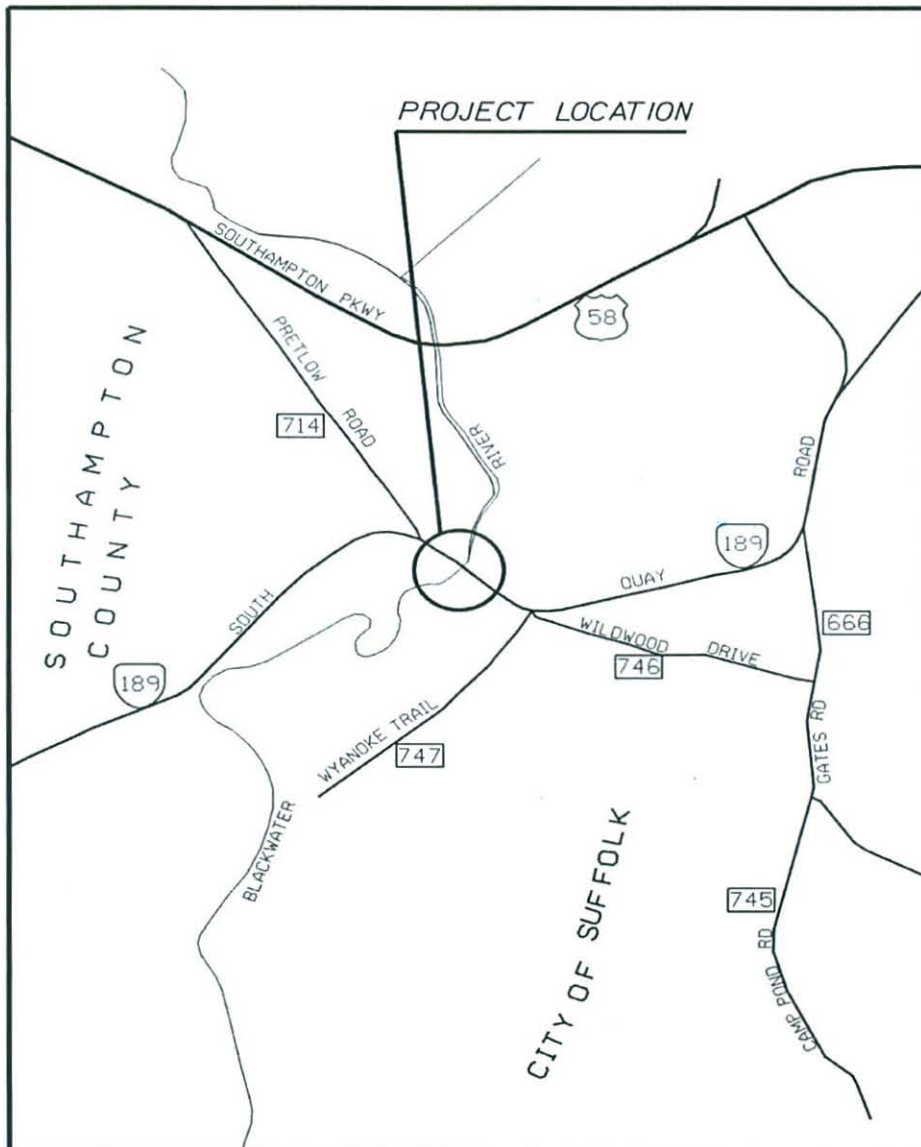 PROJECT LOCATION
SOUTHAMPTON PKWY
58
PRETLOW ROAD
714
RIVER
SOUTHAMPTON
COUNTY
189
SOUTH
189
QUAY
ROAD
WILDWOOD DRIVE
746
666
WYANOKE TRAIL
747
GATES RD
BLACKWATER
CITY OF SUFFOLK
745
CAMP POND RD